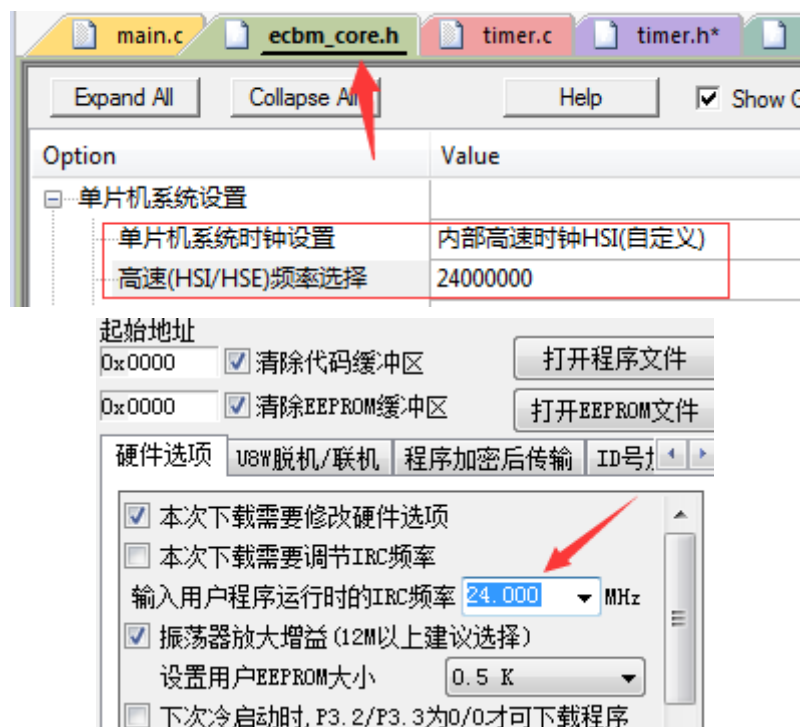 main.c ecbm_core.h timer.c timer.h*
Expand All Collapse All Help Show
Option Value
单片机系统设置
单片机系统时钟设置 内部高速时钟HSI(自定义)
高速(HSI/HSE)频率选择 24000000
起始地址
0x0000 清除代码缓冲区 打开程序文件
0x0000 清除EEPROM缓冲区 打开EEPROM文件
硬件选项 U8W脱机/联机 程序加密后传输 ID号
本次下载需要修改硬件选项
本次下载需要调节IRC频率
输入用户程序运行时的IRC频率 24.000 MHz
振荡器放大增益(12M以上建议选择)
设置用户EEPROM大小 0.5 K
下次冷启动时,P3.2/P3.3为0/0才可下载程序